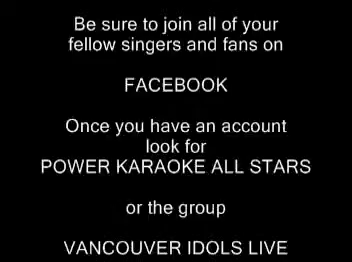 Be sure to join all of your
fellow singers and fans on
FACEBOOK
Once you have an account
look for
POWER KARAOKE ALL STARS
or the group
VANCOUVER IDOLS LIVE